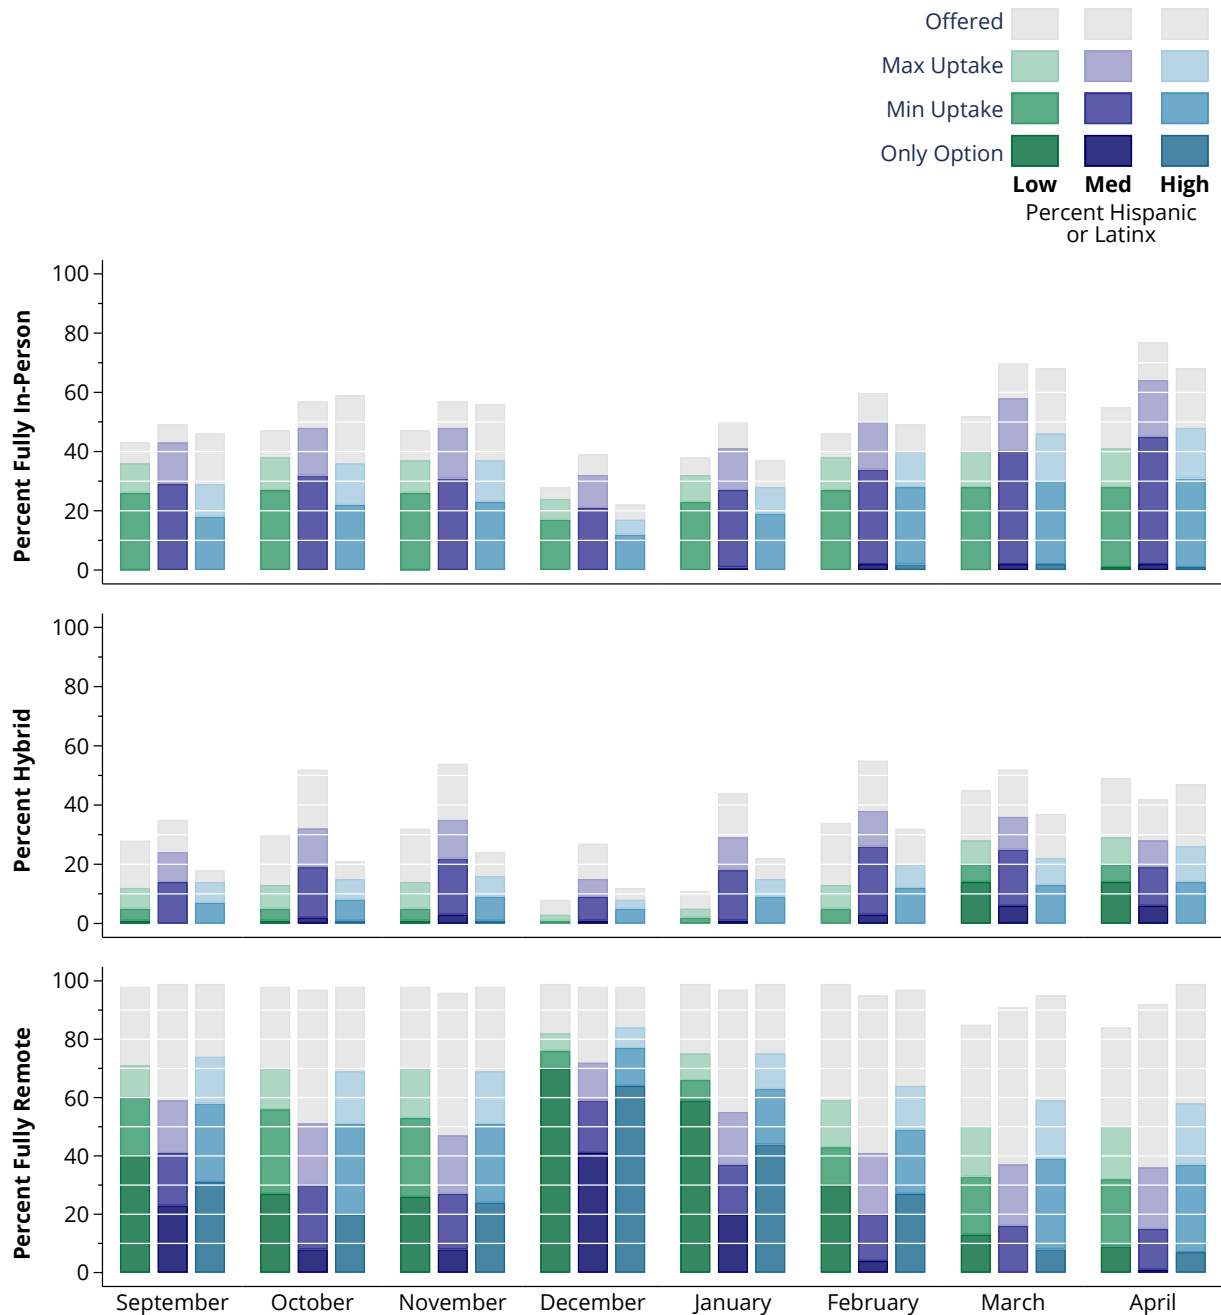 Offered
Max Uptake
Min Uptake
Only Option
Low Med High
Percent Hispanic
or Latinx
Percent Fully In-Person
100
80
60
40
20
0
Percent Hybrid
100
80
60
40
20
0
Percent Fully Remote
100
80
60
40
20
0
September October November December January February March April